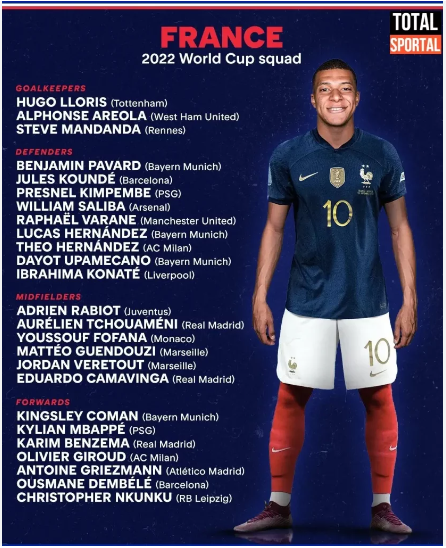 TOTAL
SPORTAL
FRANCE
2022 World Cup squad
GOALKEEPERS
HUGO LLORIS (Tottenham)
ALPHONSE AREOLA (West Ham United)
STEVE MANDANDA (Rennes)
DEFENDERS
BENJAMIN PAVARD (Bayern Munich)
JULES KOUNDÉ (Barcelona)
PRESNEL KIMPEMBE (PSG)
WILLIAM SALIBA (Arsenal)
RAPHAËL VARANE (Manchester United)
LUCAS HERNÁNDEZ (Bayern Munich)
THEO HERNÁNDEZ (AC Milan)
DAYOT UPAMECANO (Bayern Munich)
IBRAHIMA KONATÉ (Liverpool)
MIDFIELDERS
ADRIEN RABIOT (Juventus)
AURÉLIEN TCHOUAMÉNI (Real Madrid)
YOUSSOUF FOFANA (Monaco)
MATTÉO GUENDOUZI (Marseille)
JORDAN VERETOUT (Marseille)
EDUARDO CAMAVINGA (Real Madrid)
FORWARDS
KINGSLEY COMAN (Bayern Munich)
KYLIAN MBAPPÉ (PSG)
KARIM BENZEMA (Real Madrid)
OLIVIER GIROUD (AC Milan)
ANTOINE GRIEZMANN (Atlético Madrid)
OUSMANE DEMBÉLÉ (Barcelona)
CHRISTOPHER NKUNKU (RB Leipzig)
10
10